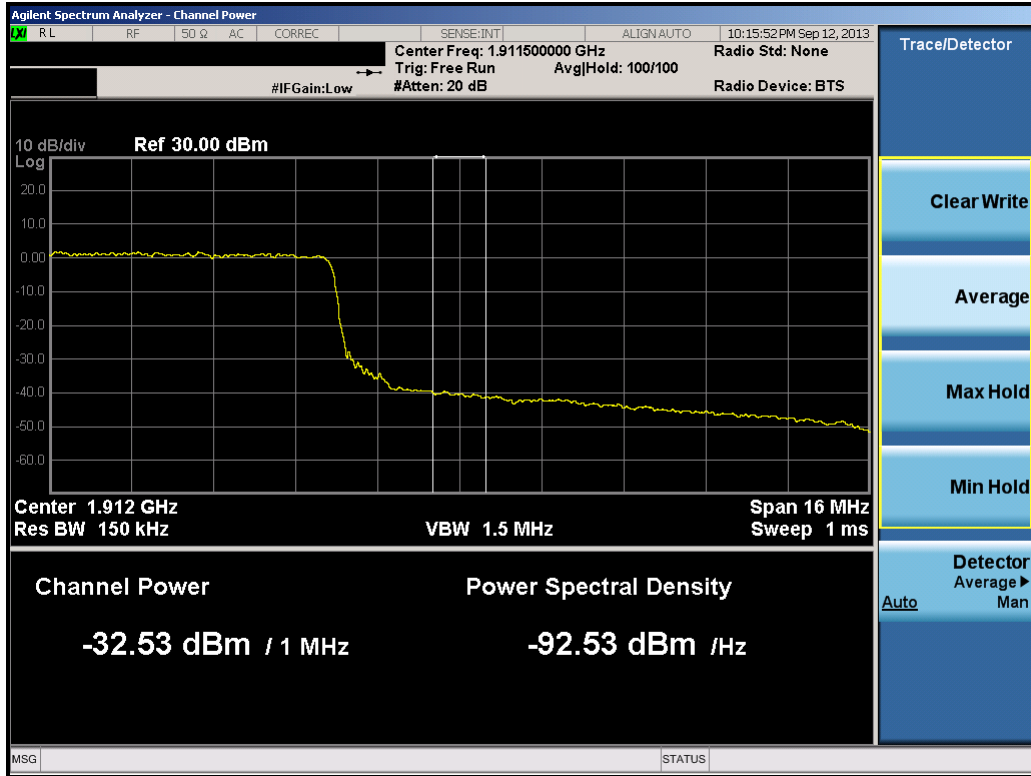 Agilent Spectrum Analyzer - Channel Power
LXI RL RF 50 Ω AC CORREC SENSE:INT ALIGN AUTO 10:15:52 PM Sep 12, 2013
Center Freq: 1.911500000 GHz Radio Std: None
Trig: Free Run Avg|Hold: 100/100
#IFGain:Low #Atten: 20 dB Radio Device: BTS
10 dB/div Ref 30.00 dBm
Log
20.0
10.0
0.00
-10.0
-20.0
-30.0
-40.0
-50.0
-60.0
Center 1.912 GHz Span 16 MHz
Res BW 150 kHz VBW 1.5 MHz Sweep 1 ms
Channel Power Power Spectral Density
-32.53 dBm / 1 MHz -92.53 dBm /Hz
MSG STATUS
Trace/Detector
Clear Write
Average
Max Hold
Min Hold
Detector
Average ▶
Auto Man